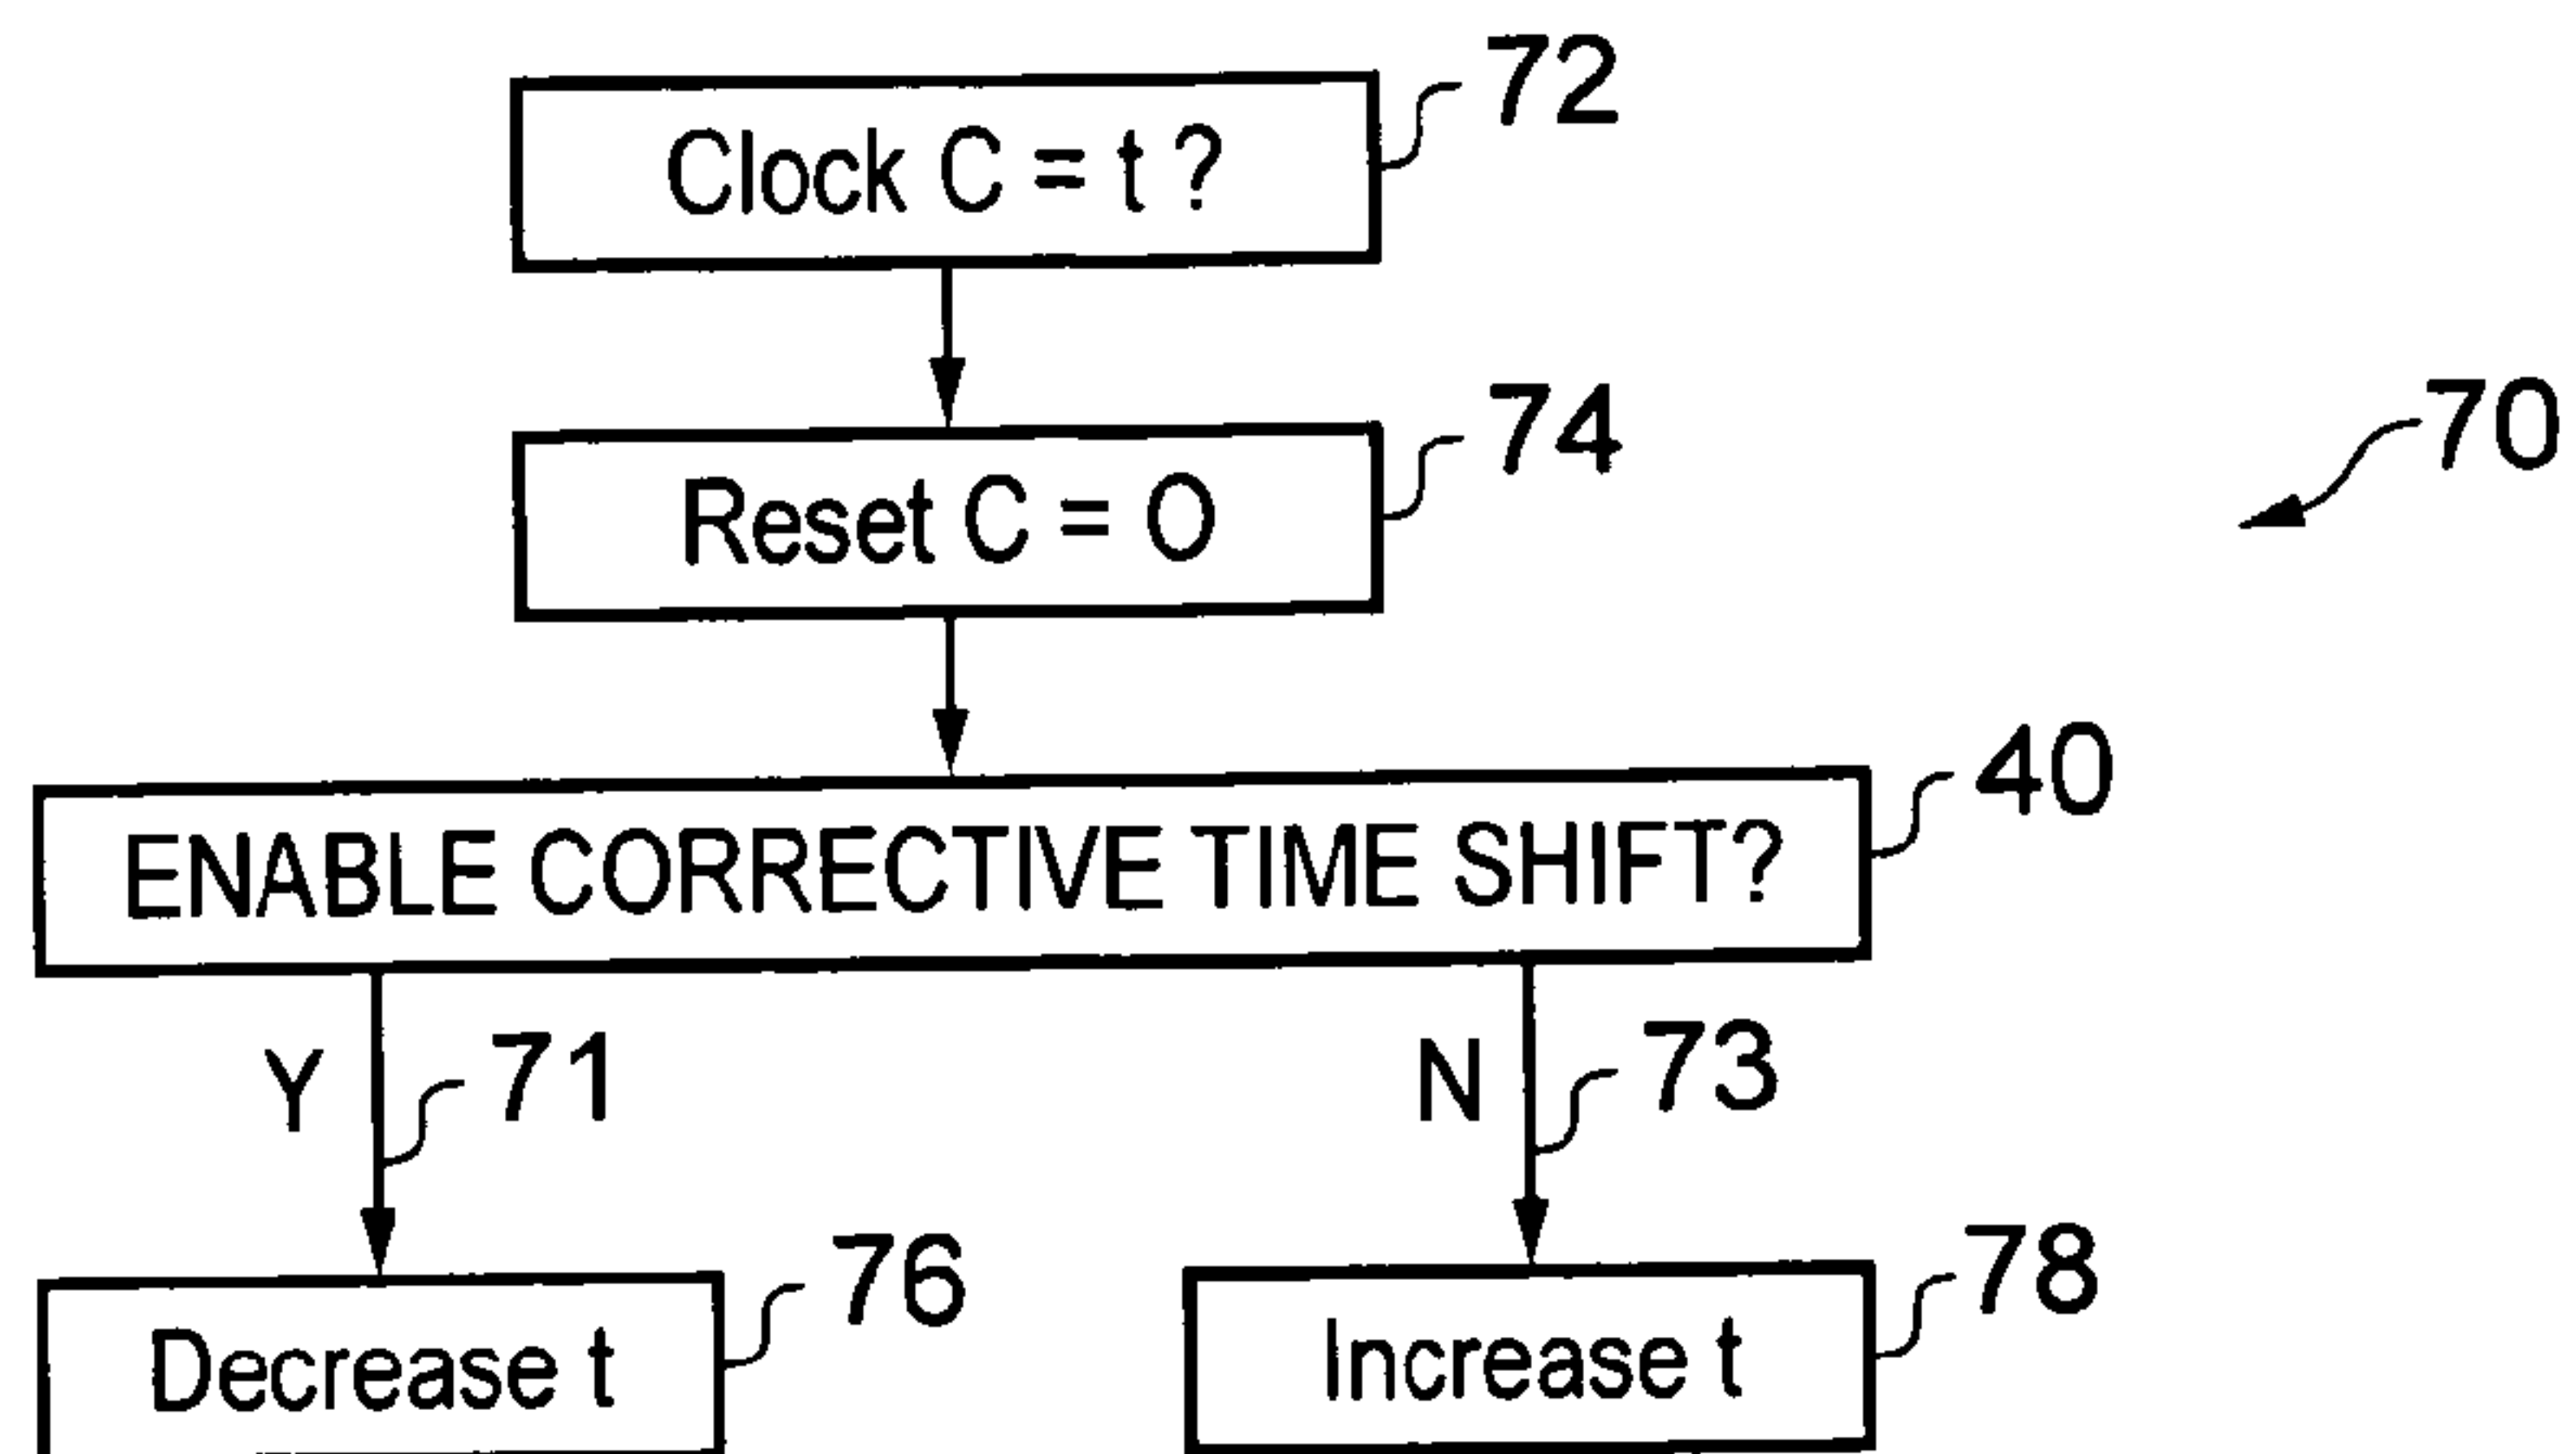 Clock C = t ?
72
Reset C = O
74
70
ENABLE CORRECTIVE TIME SHIFT?
40
Y
71
N
73
Decrease t
76
Increase t
78